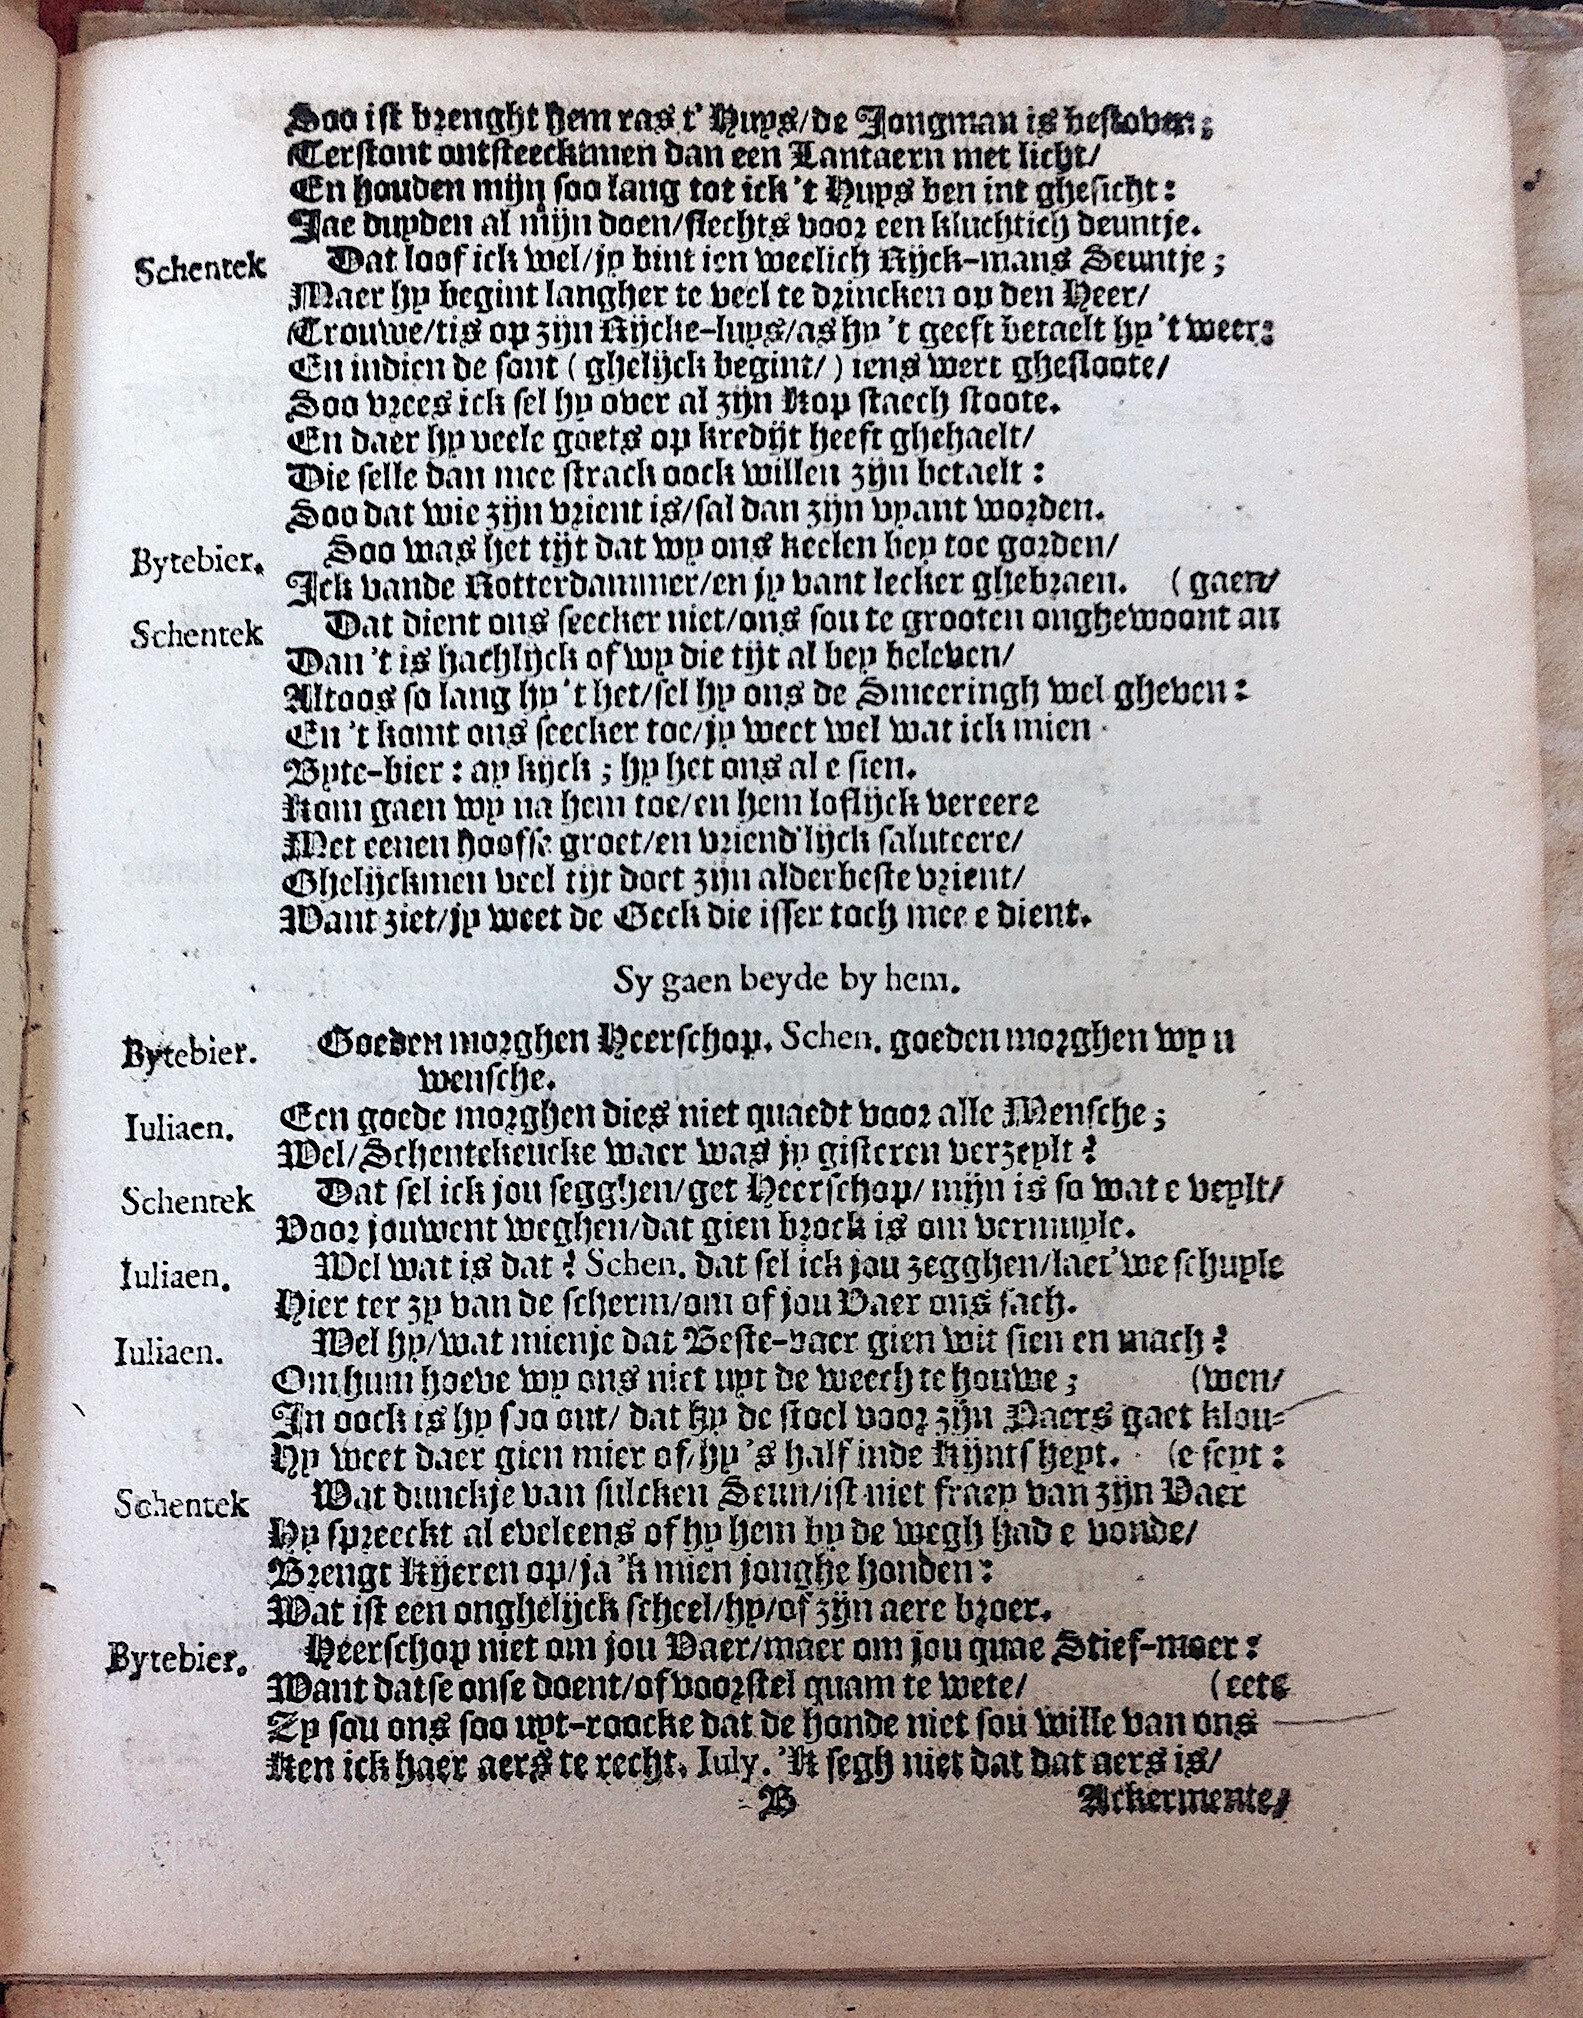 Soo ist brenght hem ras t' Huys/de Jongman is bestoven;
Terstont ontsteecktmen dan een Lantaern met licht/
En houden mijn soo lang tot ick 't Huys ben int ghesicht:
Jae duyden al mijn doen/slechts voor een kluchtich deuntje.
Schentek Dat loof ick wel/jy bint ien weelich Rijck-mans Seuntje;
Maer hy begint langher te veel te drincken op den Heer/
Trouwe/tis op zijn Rijcke-luys/as hy 't geeft betaelt hy 't weer:
En indien de font (ghelijck begint/) iens wert ghesloote/
Soo vrees ick sel hy over al zijn Kop staech stoote.
En daer hy veele goets op kredijt heeft ghehaelt/
Die selle dan mee strack oock willen zijn betaelt:
Soo dat wie zijn vrient is/sal dan zijn vyant worden.
Bytebier. Soo was het tijt dat wy ons keelen bey toe gorden/
Ick vande Rotterdammer/en jy vant lecker ghebraen. (gaen/
Schentek Dat dient ons seecker niet/ons sou te grooten onghewoont an
Dan 't is hachlijck of wy die tijt al bey beleven/
Altoos so lang hy 't het/sel hy ons de Smeeringh wel gheven:
En 't komt ons seecker toe/jy weet wel wat ick mien
Byte-bier: ay kijck; hy het ons al e sien.
Kom gaen wy na hem toe/en hem loflijck vereere
Met eenen hoofse groet/en vriend'lijck saluteere/
Ghelijckmen veel tijt doet zijn alderbeste vrient/
Want ziet/jy weet de Geck die isser toch mee e dient.
Sy gaen beyde by hem.
Bytebier. Goeden morghen Heerschop. Schen. goeden morghen wy u
wensche.
Iuliaen. Een goede morghen dies niet quaedt voor alle Mensche;
Wel/Schentekeucke waer was jy gisteren verzeylt?
Schentek Dat sel ick jou segghen/get Heerschop/mijn is so wat e veylt/
Voor jouwent weghen/dat gien brock is om vermuyle.
Iuliaen. Wel wat is dat? Schen. dat sel ick jou zegghen/laet'we schuyle
Hier ter zy van de scherm/om of jou Vaer ons sach.
Iuliaen. Wel hy/wat mienje dat Beste-vaer gien wit sien en mach?
Om hum hoeve wy ons niet uyt de weech te houwe; (wen/
In oock is hy soo out/ dat hy de stoel voor zijn Naers gaet klou-
Hy weet daer gien mier of/hy's half inde Kijntsheyt. (e seyt:
Schentek Wat dunckje van sulcken Seun/ist niet fraey van zijn Vaer
Hy spreeckt al eveleens of hy hem by de wegh had e vonde/
Brengt Kijeren op/ja 'k mien jonghe honden:
Wat ist een onghelijck scheel/hy/of zijn aere broer.
Bytebier. Heerschop niet om jou Vaer/maer om jou quae Stief-moer:
Want datse onse doent/of voorstel quam te wete/ (eete
Zy sou ons soo uyt-roocke dat de honde niet sou wille van ons
Ken ick haer aers te recht. Iuly. 'K segh niet dat dat aers is/
B Ackermente/